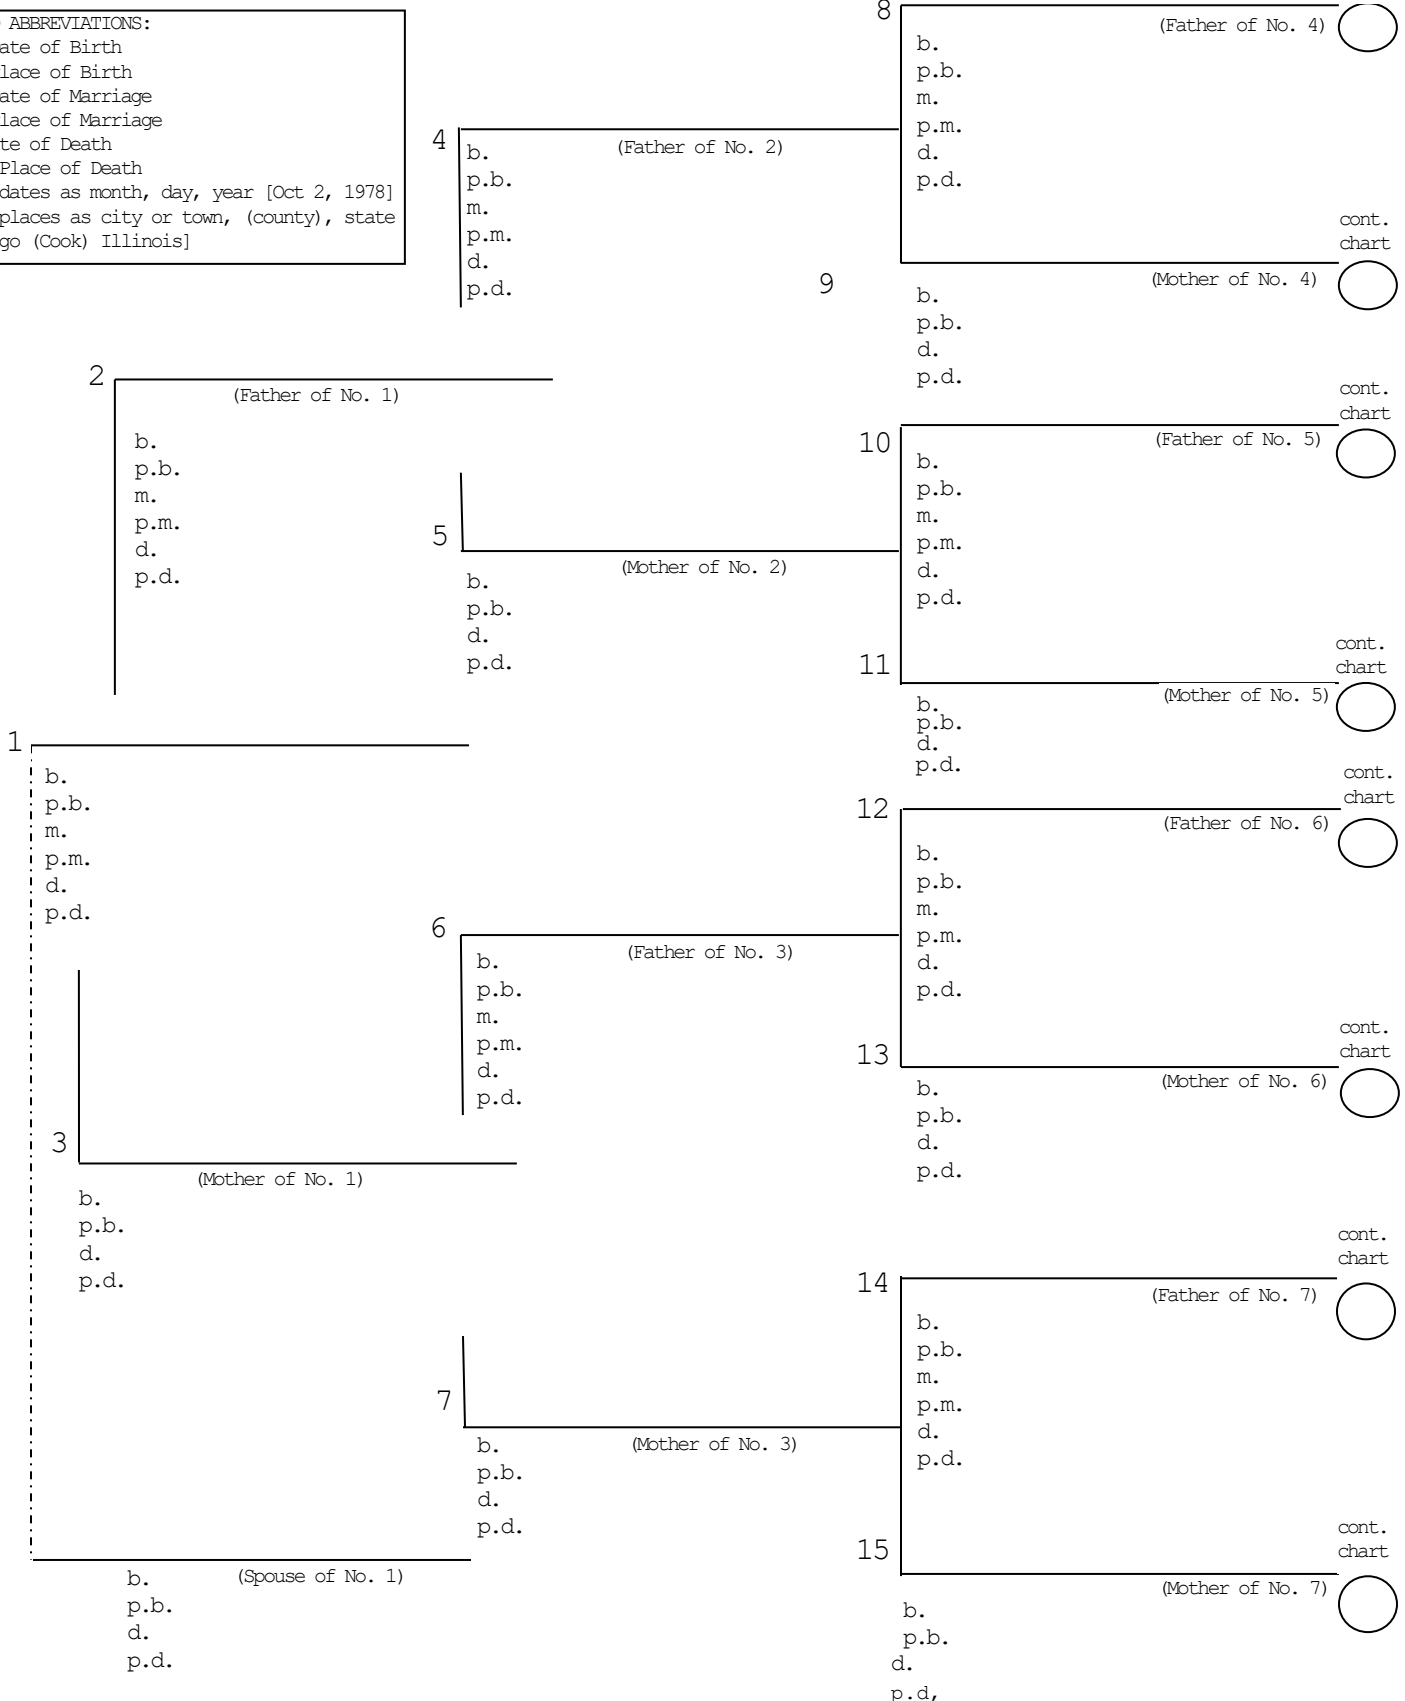 ABBREVIATIONS:
ate of Birth
lace of Birth
ate of Marriage
lace of Marriage
te of Death
Place of Death
dates as month, day, year [Oct 2, 1978]
places as city or town, (county), state
go (Cook) Illinois]
8
(Father of No. 4)
b.
p.b.
m.
p.m.
d.
p.d.
4
(Father of No. 2)
b.
p.b.
m.
p.m.
d.
p.d.
cont.
chart
9
(Mother of No. 4)
b.
p.b.
d.
p.d.
2
(Father of No. 1)
b.
p.b.
m.
p.m.
d.
p.d.
cont.
chart
10
(Father of No. 5)
b.
p.b.
m.
p.m.
d.
p.d.
5
(Mother of No. 2)
b.
p.b.
d.
p.d.
cont.
chart
11
(Mother of No. 5)
b.
p.b.
d.
p.d.
1
b.
p.b.
m.
p.m.
d.
p.d.
cont.
chart
12
(Father of No. 6)
b.
p.b.
m.
p.m.
d.
p.d.
6
(Father of No. 3)
b.
p.b.
m.
p.m.
d.
p.d.
cont.
chart
13
(Mother of No. 6)
b.
p.b.
d.
p.d.
3
(Mother of No. 1)
b.
p.b.
d.
p.d.
cont.
chart
14
(Father of No. 7)
b.
p.b.
m.
p.m.
d.
p.d.
7
(Mother of No. 3)
b.
p.b.
d.
p.d.
cont.
chart
15
(Mother of No. 7)
b.
p.b.
d.
p.d,
(Spouse of No. 1)
b.
p.b.
d.
p.d.